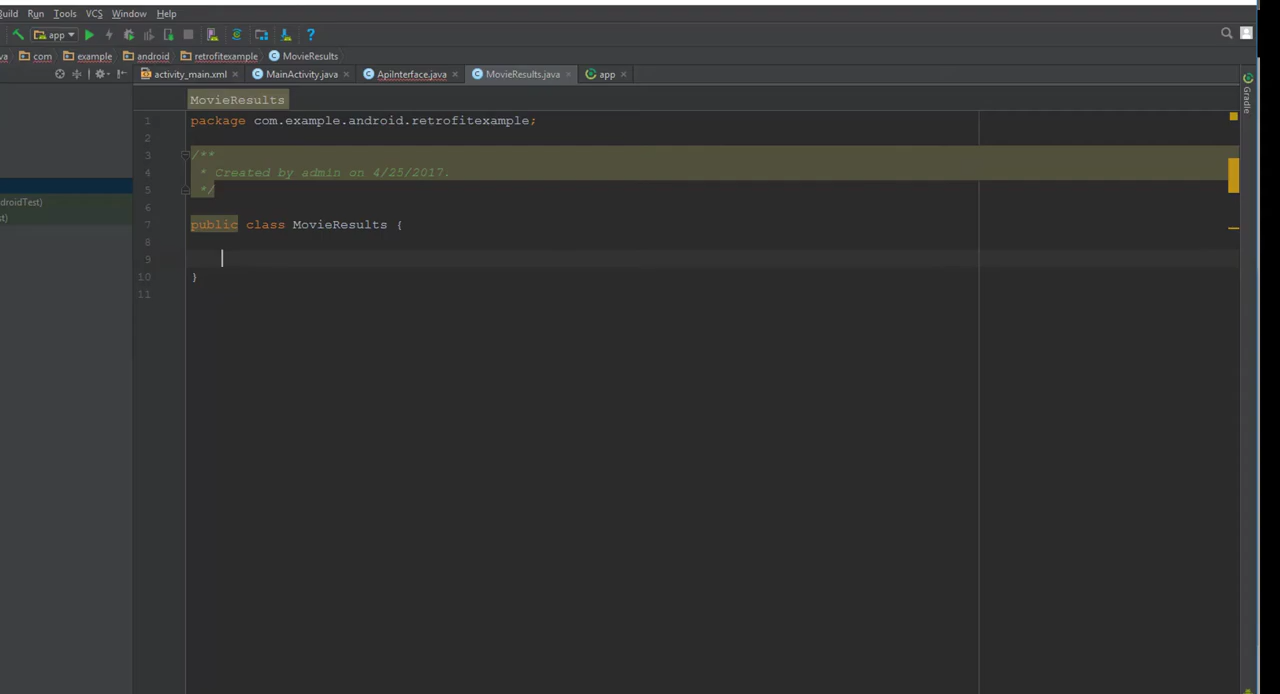 Build Run Tools VCS Window Help
app
va com example android retrofitexample MovieResults
activity_main.xml MainActivity.java ApiInterface.java MovieResults.java app
Gradle
MovieResults
1 package com.example.android.retrofitexample;
2
3 /**
4 * Created by admin on 4/25/2017.
5 */
6
7 public class MovieResults {
8
9
10 }
11
droidTest)
st)